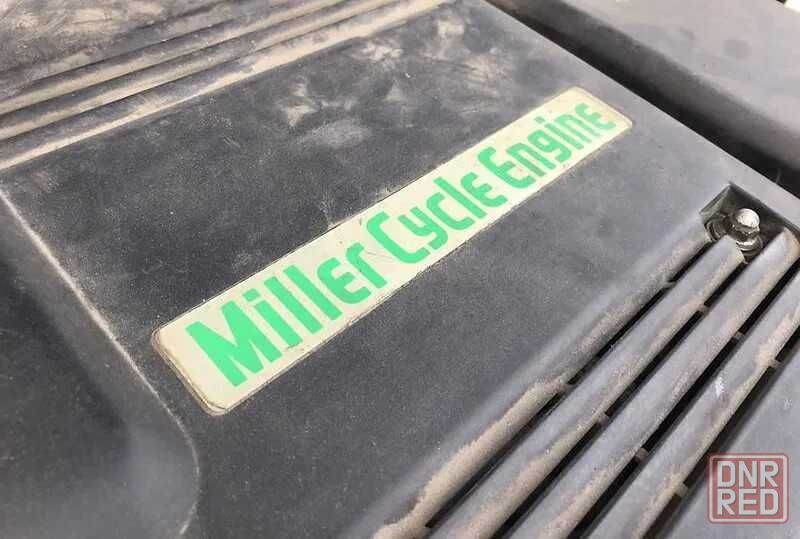 Miller Cycle Engine
DNR
RED